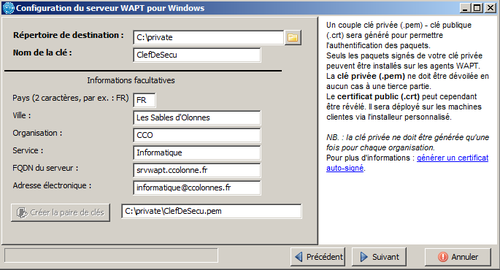 Configuration du serveur WAPT pour Windows
Répertoire de destination :
C:\private
Nom de la clé :
ClefDeSecu
Informations facultatives
Pays (2 caractères, par ex. : FR)
FR
Ville :
Les Sables d'Olonnes
Organisation :
CCO
Service :
Informatique
FQDN du serveur :
srvwapt.ccolonne.fr
Adresse électronique :
informatique@ccolonnes.fr
Créer la paire de clés
C:\private\ClefDeSecu.pem
Un couple clé privée (.pem) - clé publique
(.crt) sera généré pour permettre
l'authentification des paquets.
Seuls les paquets signés de votre clé privée
peuvent être installés sur les agents WAPT.
La clé privée (.pem) ne doit être dévoilée en
aucun cas à une tierce partie.
Le certificat public (.crt) peut cependant
être révélé. Il sera déployé sur les machines
clientes via l'installeur personnalisé.
NB. : la clé privée ne doit être générée qu'une
fois pour chaque organisation.
Pour plus d'informations : générer un certificat
auto-signé.
Précédent
Suivant
Annuler